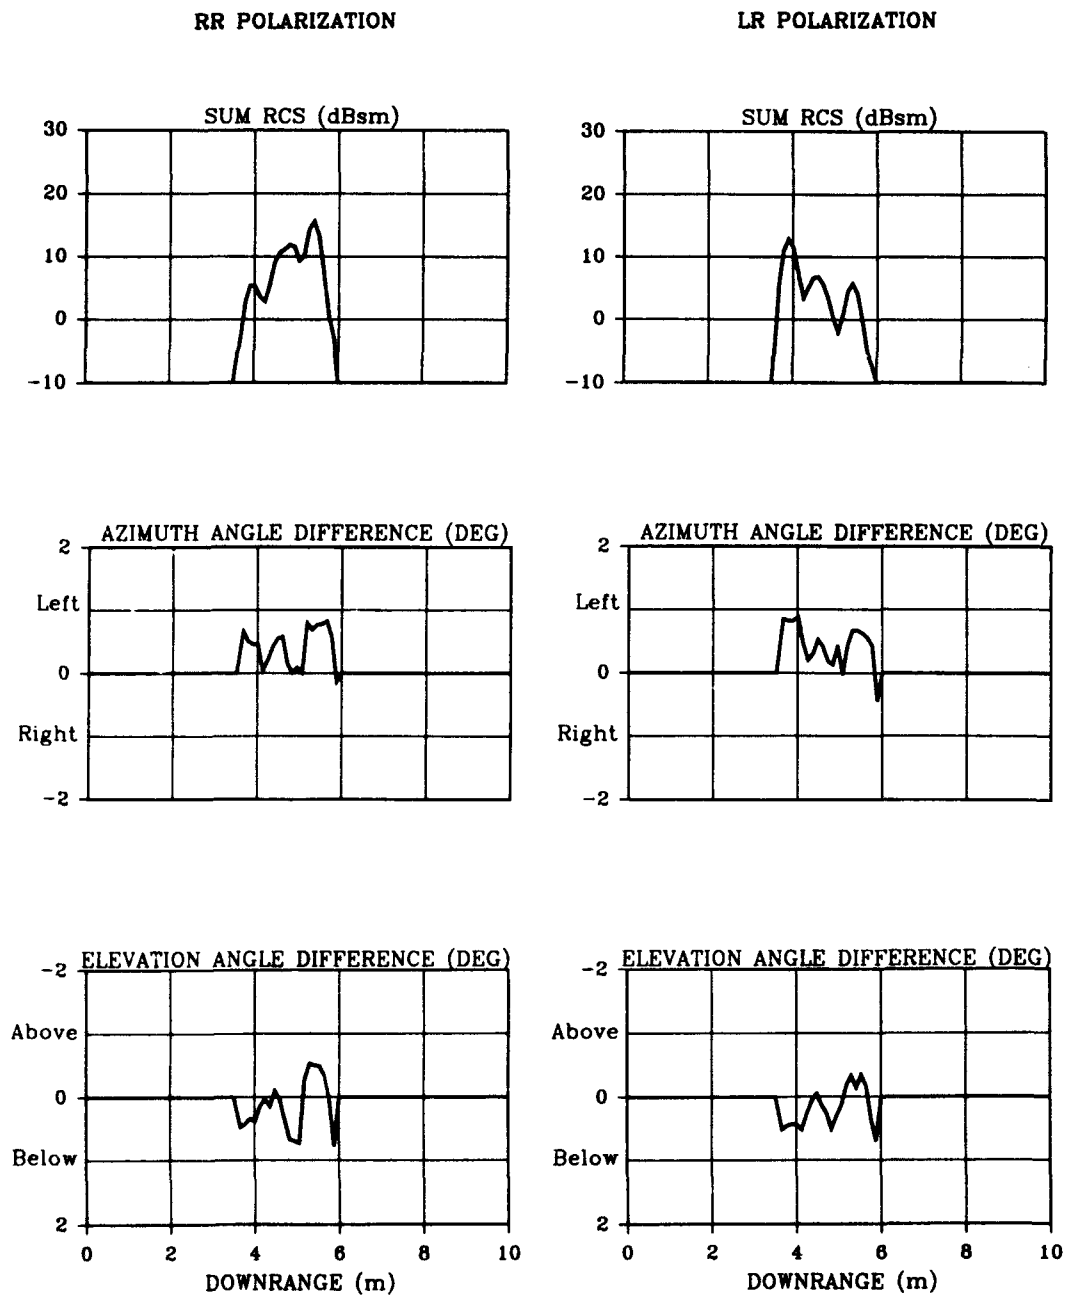 RR POLARIZATION
LR POLARIZATION
SUM RCS (dBsm)
30
20
10
0
-10
SUM RCS (dBsm)
30
20
10
0
-10
AZIMUTH ANGLE DIFFERENCE (DEG)
2
Left
0
Right
-2
AZIMUTH ANGLE DIFFERENCE (DEG)
2
Left
0
Right
-2
ELEVATION ANGLE DIFFERENCE (DEG)
-2
Above
0
Below
2
0 2 4 6 8 10
DOWNRANGE (m)
ELEVATION ANGLE DIFFERENCE (DEG)
-2
Above
0
Below
2
0 2 4 6 8 10
DOWNRANGE (m)